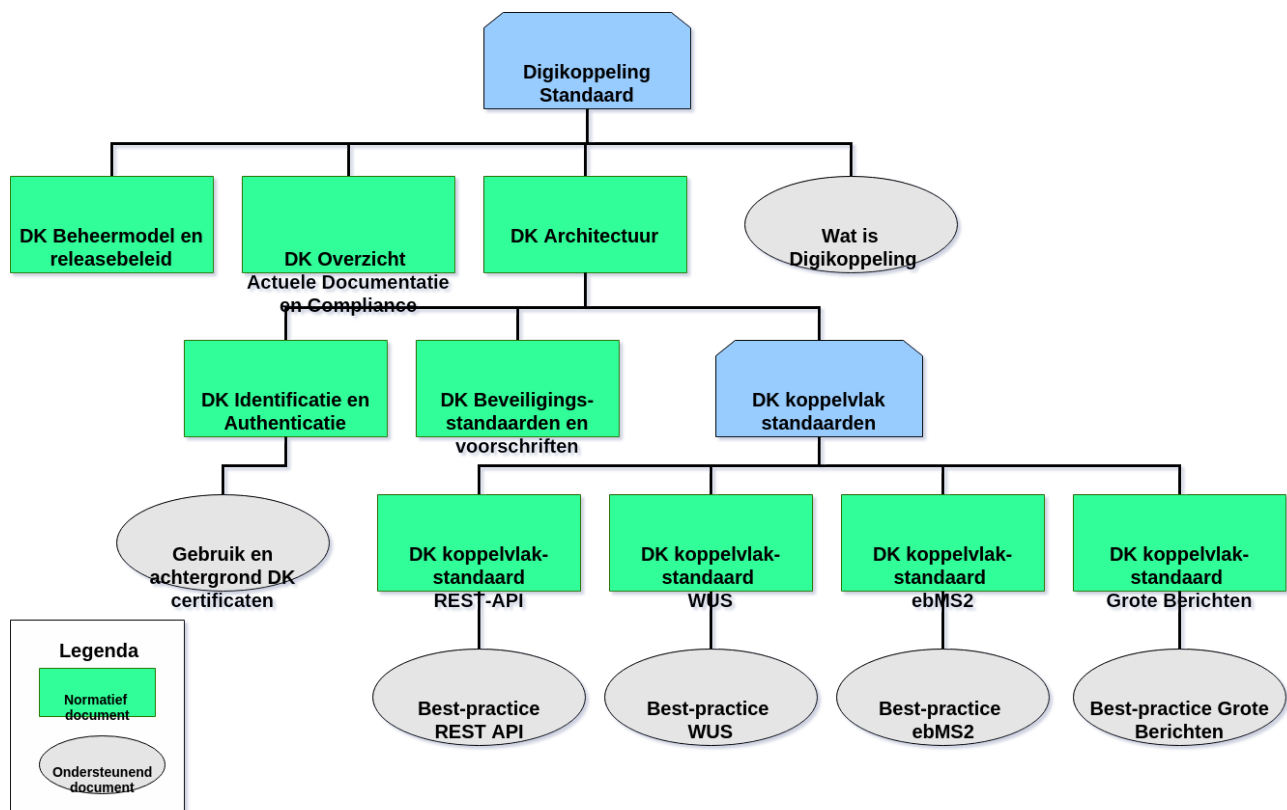 Digikoppeling
Standaard
DK Beheermodel en
releasebeleid
DK Overzicht
Actuele Documentatie
en Compliance
DK Architectuur
Wat is
Digikoppeling
DK Identificatie en
Authenticatie
DK Beveiligings-
standaarden en
voorschriften
DK koppelvlak
standaarden
Gebruik en
achtergrond DK
certificaten
DK koppelvlak-
standaard
REST-API
DK koppelvlak-
standaard
WUS
DK koppelvlak-
standaard
ebMS2
DK koppelvlak-
standaard
Grote Berichten
Best-practice
REST API
Best-practice
WUS
Best-practice
ebMS2
Best-practice Grote
Berichten
Legenda
Normatief
document
Ondersteunend
document